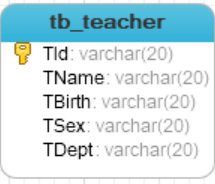 tb_teacher
TId: varchar(20)
TName: varchar(20)
TBirth: varchar(20)
TSex: varchar(20)
TDept: varchar(20)